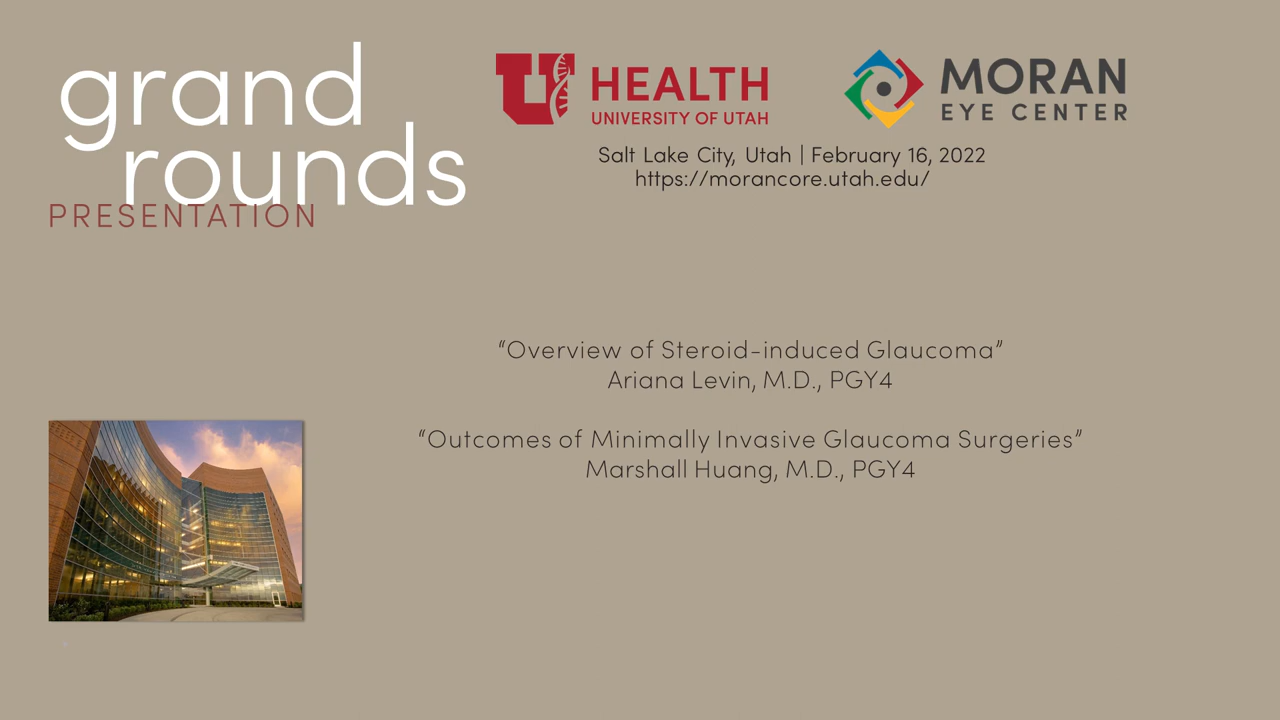 grand
rounds
PRESENTATION
HEALTH
UNIVERSITY OF UTAH
MORAN
EYE CENTER
Salt Lake City, Utah | February 16, 2022
https://morancore.utah.edu/
“Overview of Steroid-induced Glaucoma”
Ariana Levin, M.D., PGY4
“Outcomes of Minimally Invasive Glaucoma Surgeries”
Marshall Huang, M.D., PGY4